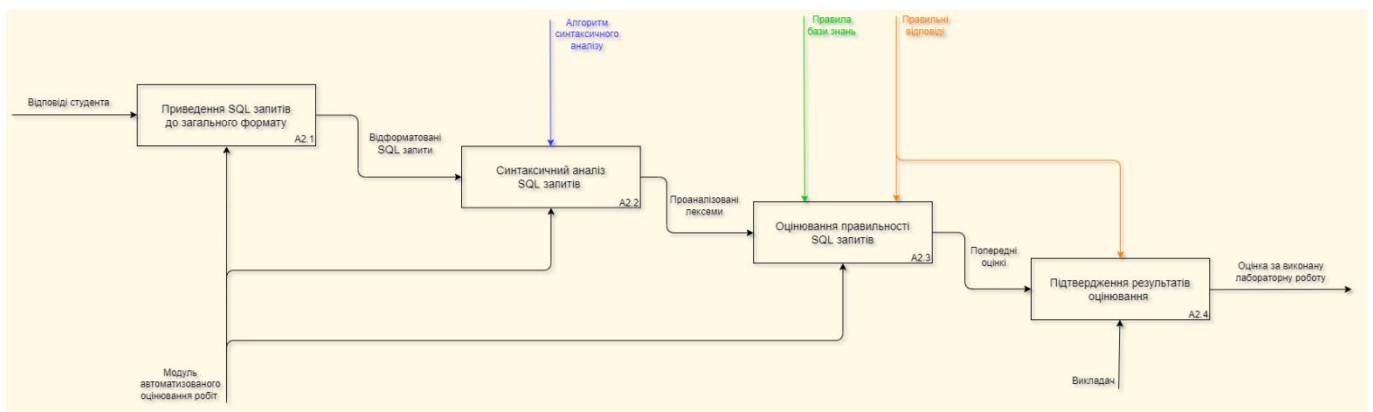 Алгоритм
синтаксичного
аналізу
Правила
бази знань
Правильні
відповіді
Відповіді студента
Приведення SQL запитів
до загального формату
A2.1
Відформатовані
SQL запити
Синтаксичний аналіз
SQL запитів
A2.2
Проаналізовані
лексеми
Оцінювання правильності
SQL запитів
A2.3
Попередні
оцінкі
Підтвердження результатів
оцінювання
A2.4
Оцінка за виконану
лабораторну роботу
Модуль
автоматизованого
оцінювання робіт
Викладач